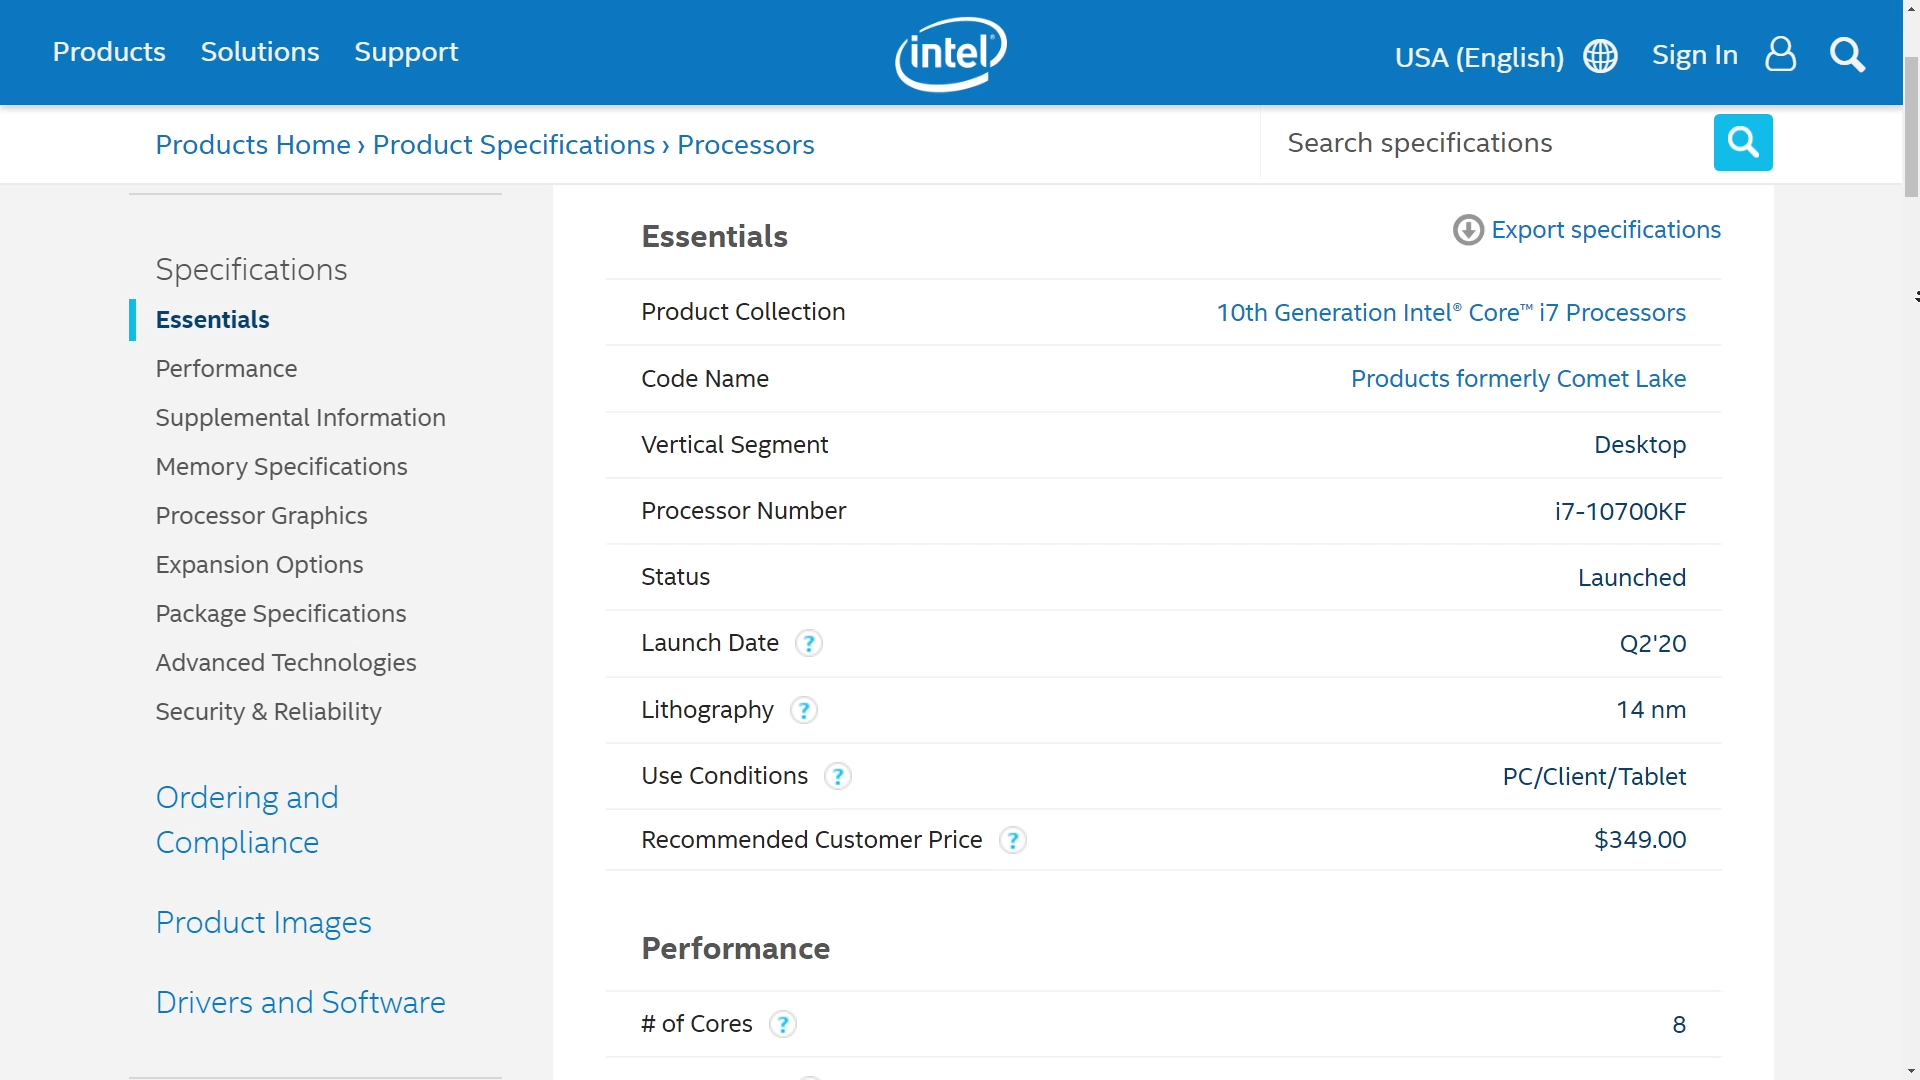 Products Solutions Support
intel
USA (English) Sign In
Products Home › Product Specifications › Processors
Search specifications
Specifications
Essentials
Performance
Supplemental Information
Memory Specifications
Processor Graphics
Expansion Options
Package Specifications
Advanced Technologies
Security & Reliability
Ordering and
Compliance
Product Images
Drivers and Software
Essentials
Export specifications
Product Collection 10th Generation Intel® Core™ i7 Processors
Code Name Products formerly Comet Lake
Vertical Segment Desktop
Processor Number i7-10700KF
Status Launched
Launch Date ? Q2'20
Lithography ? 14 nm
Use Conditions ? PC/Client/Tablet
Recommended Customer Price ? $349.00
Performance
# of Cores ? 8